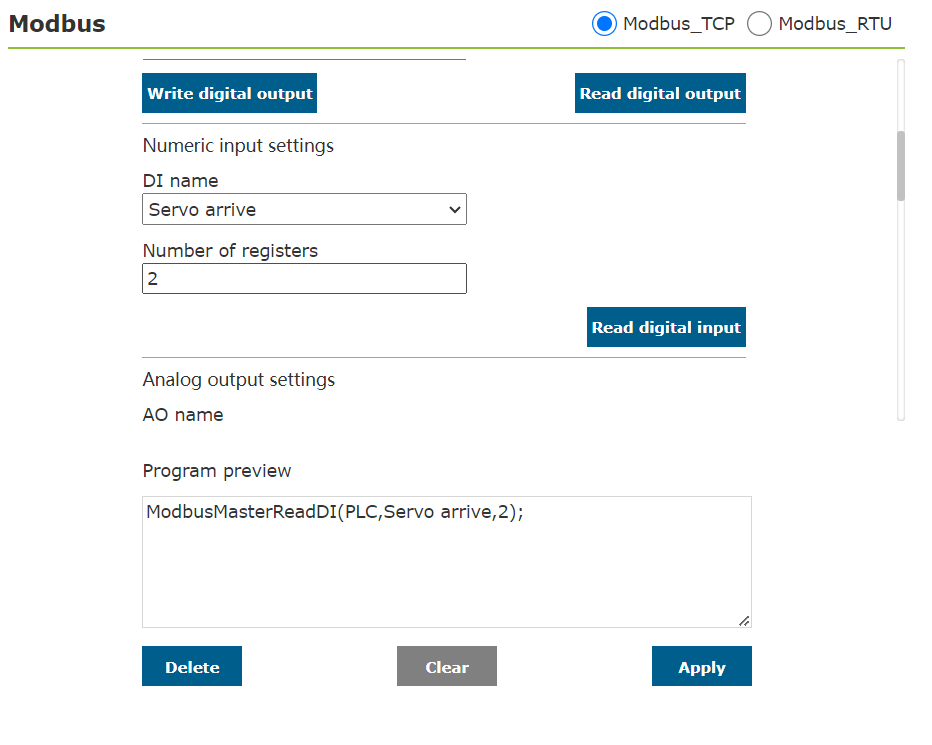 Modbus
Modbus_TCP Modbus_RTU
Write digital output Read digital output
Numeric input settings
DI name
Servo arrive
Number of registers
2
Read digital input
Analog output settings
AO name
Program preview
ModbusMasterReadDI(PLC,Servo arrive,2);
Delete Clear Apply